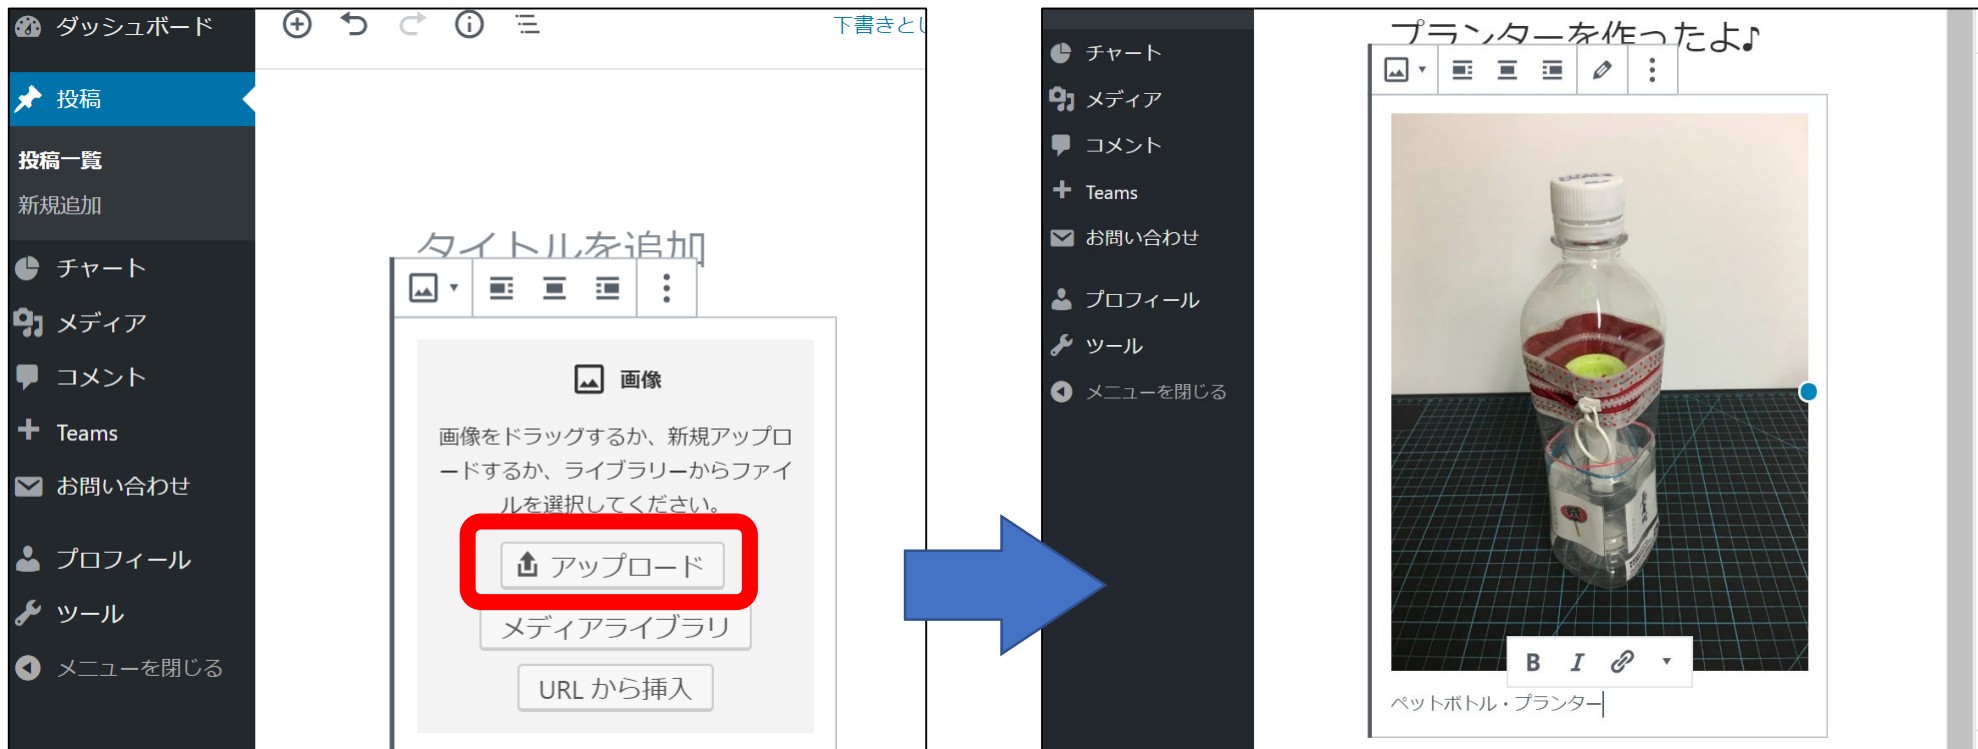 ダッシュボード
投稿
投稿一覧
新規追加
チャート
メディア
コメント
Teams
お問い合わせ
プロフィール
ツール
メニューを閉じる
下書きとし
タイトルを追加
画像
画像をドラッグするか、新規アップロ
ードするか、ライブラリーからファイ
ルを選択してください。
アップロード
メディアライブラリ
URL から挿入
チャート
メディア
コメント
Teams
お問い合わせ
プロフィール
ツール
メニューを閉じる
プランターを作ったよ♪
B I
ペットボトル・プランター